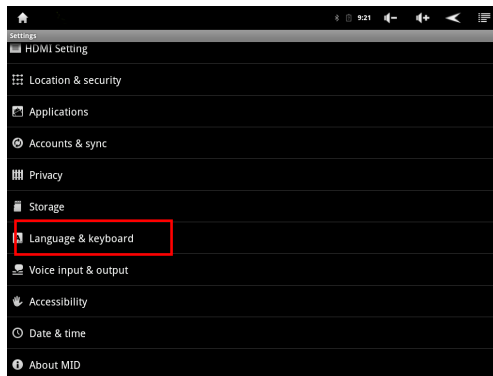 9:21
Settings
HDMI Setting
Location & security
Applications
Accounts & sync
Privacy
Storage
Language & keyboard
Voice input & output
Accessibility
Date & time
About MID